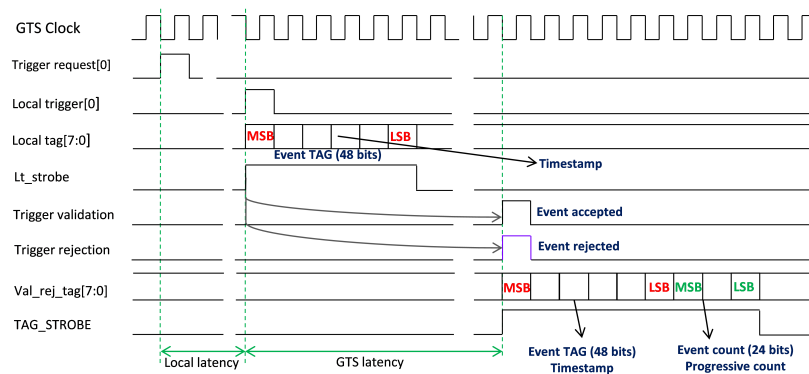 GTS Clock
Trigger request[0]
Local trigger[0]
Local tag[7:0]
MSB
LSB
Event TAG (48 bits)
Timestamp
Lt_strobe
Trigger validation
Event accepted
Trigger rejection
Event rejected
Val_rej_tag[7:0]
MSB
LSB
MSB
LSB
TAG_STROBE
Event TAG (48 bits)
Timestamp
Event count (24 bits)
Progressive count
Local latency
GTS latency